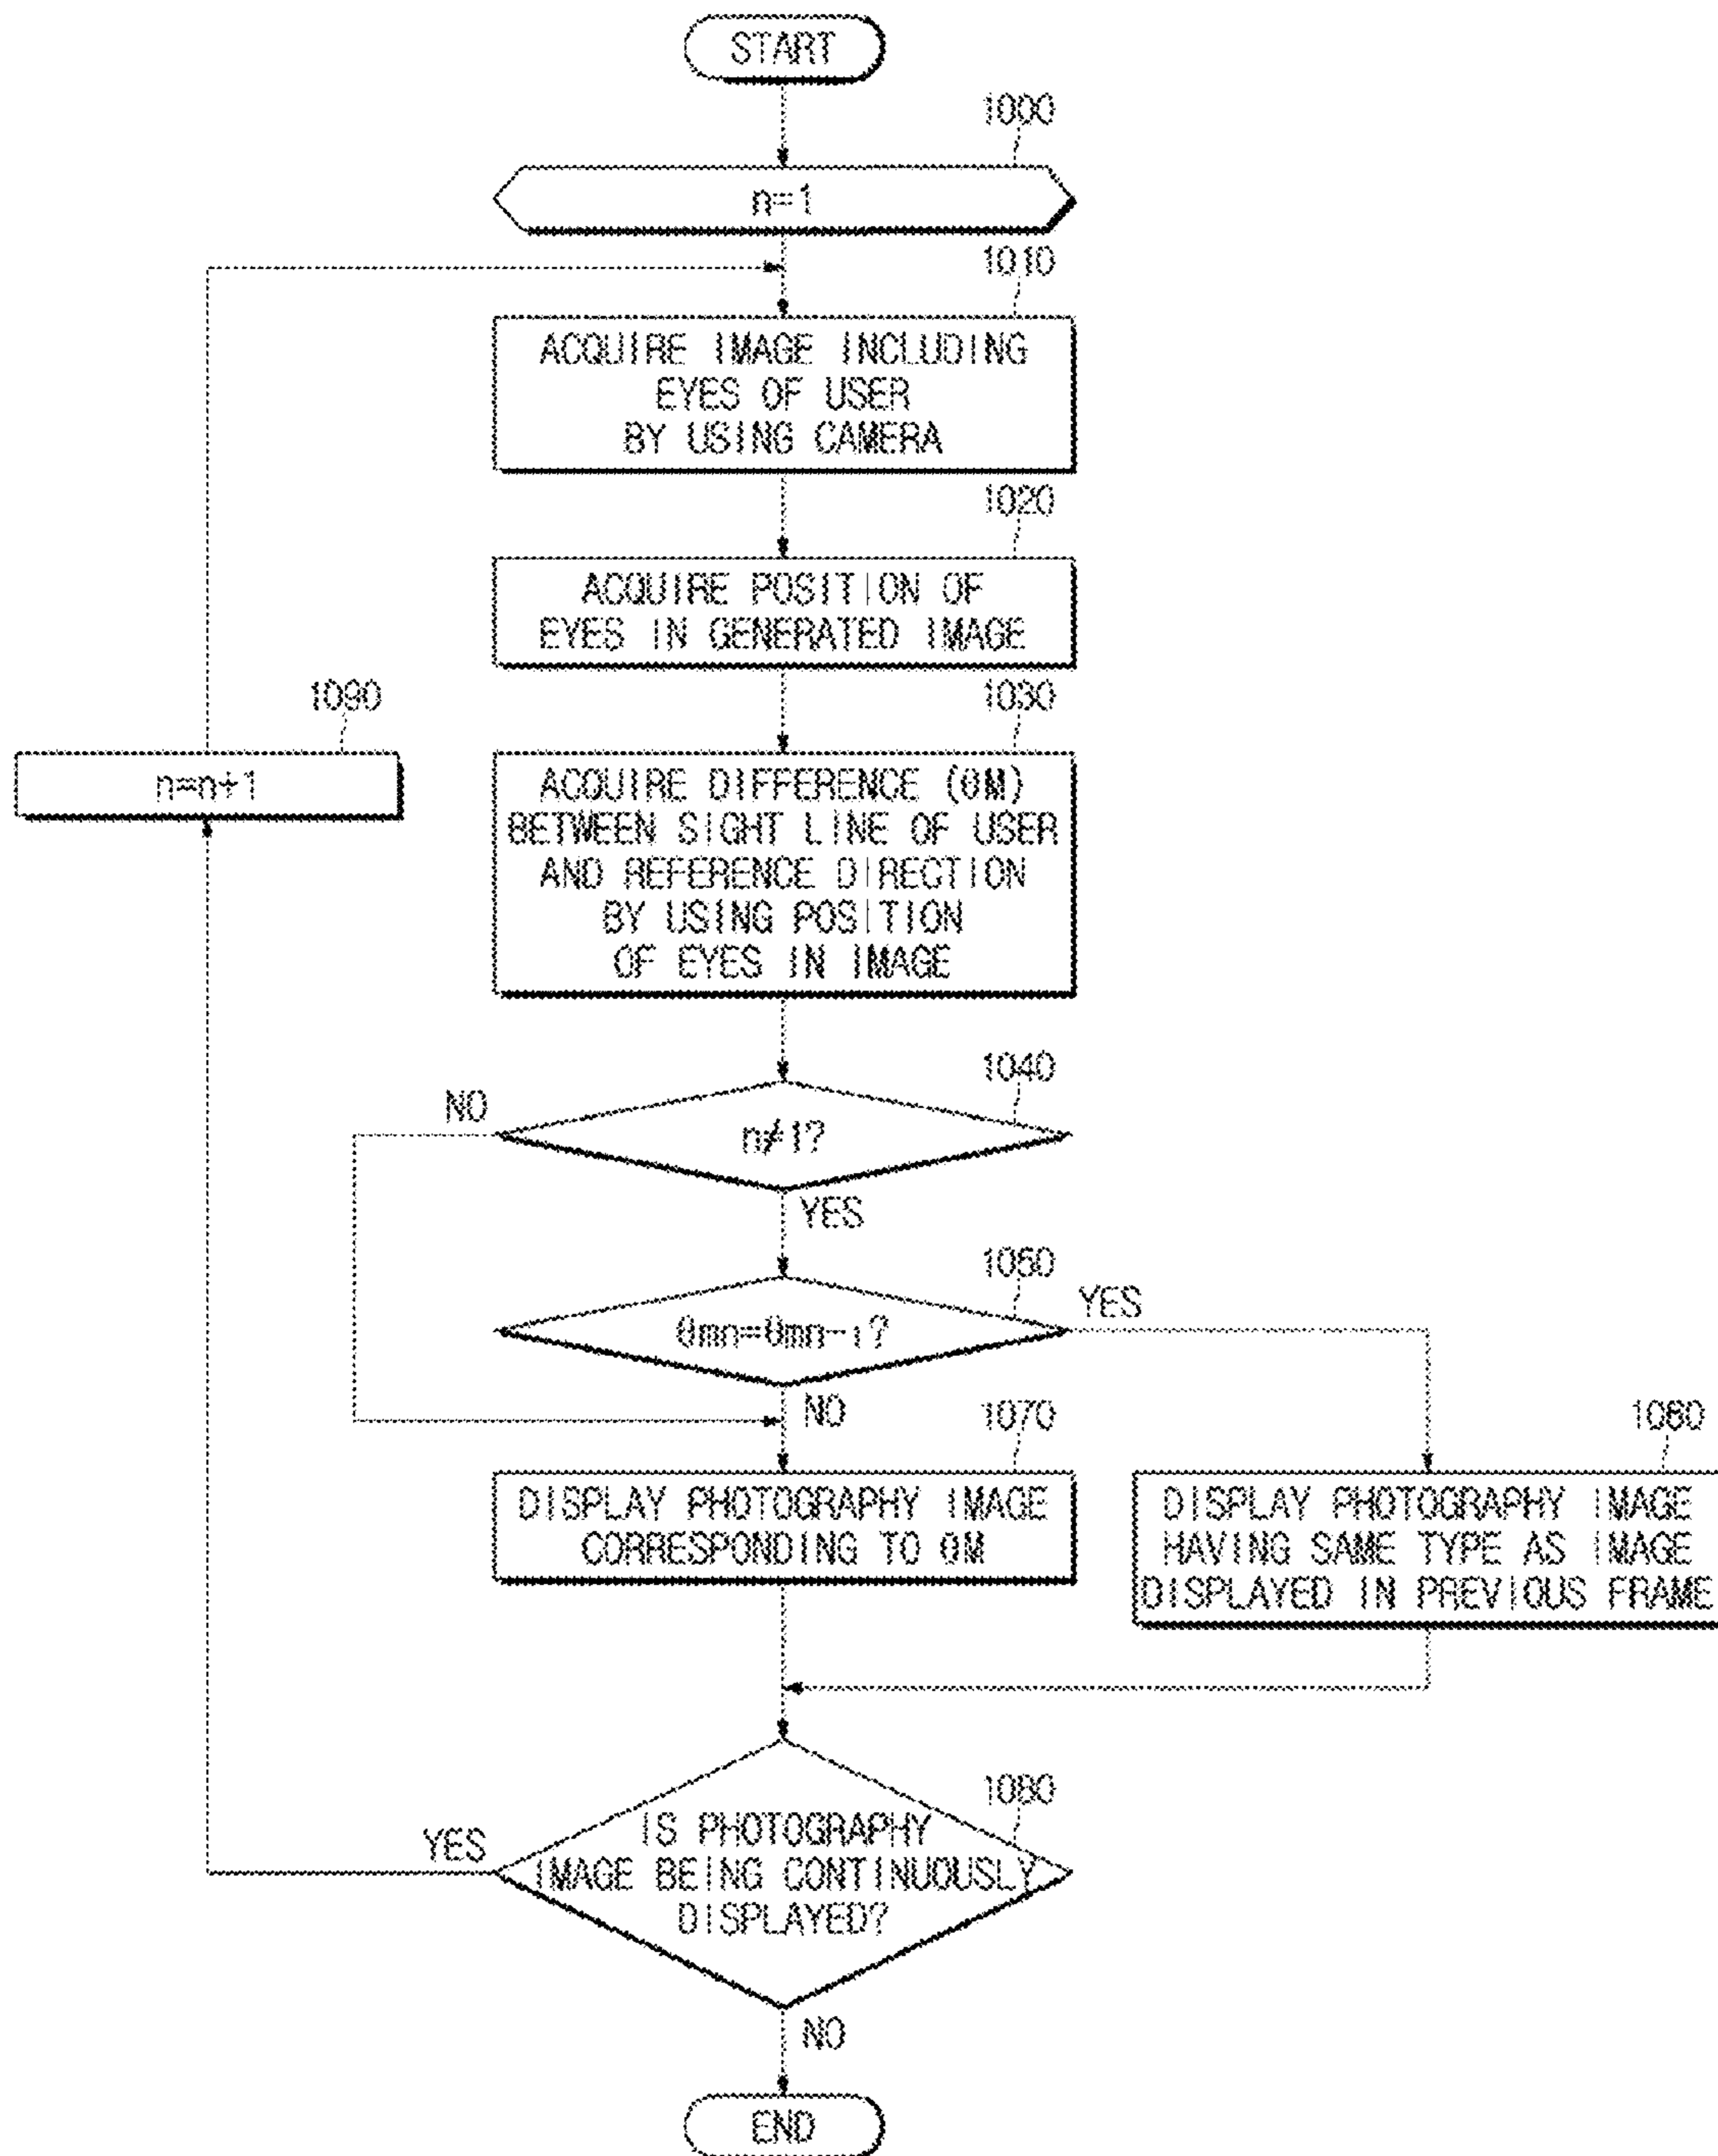 START
1000
n=1
1010
ACQUIRE IMAGE INCLUDING
EYES OF USER
BY USING CAMERA
1020
ACQUIRE POSITION OF
EYES IN GENERATED IMAGE
1090
n=n+1
1030
ACQUIRE DIFFERENCE (θM)
BETWEEN SIGHT LINE OF USER
AND REFERENCE DIRECTION
BY USING POSITION
OF EYES IN IMAGE
1040
NO
n≠1?
YES
1050
θmn=θmn-1?
YES
NO
1070
DISPLAY PHOTOGRAPHY IMAGE
CORRESPONDING TO θM
1060
DISPLAY PHOTOGRAPHY IMAGE
HAVING SAME TYPE AS IMAGE
DISPLAYED IN PREVIOUS FRAME
1080
YES
IS PHOTOGRAPHY
IMAGE BEING CONTINUOUSLY
DISPLAYED?
NO
END